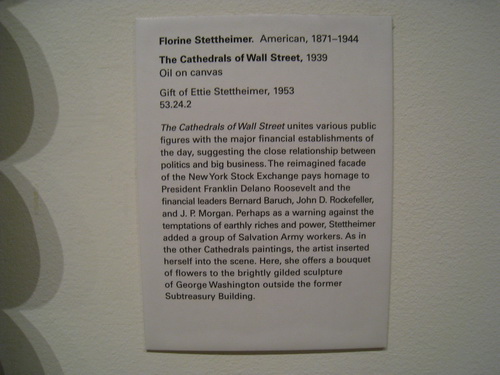 Florine Stettheimer. American, 1871–1944
The Cathedrals of Wall Street, 1939
Oil on canvas
Gift of Ettie Stettheimer, 1953
53.24.2
The Cathedrals of Wall Street unites various public
figures with the major financial establishments of
the day, suggesting the close relationship between
politics and big business. The reimagined facade
of the New York Stock Exchange pays homage to
President Franklin Delano Roosevelt and the
financial leaders Bernard Baruch, John D. Rockefeller,
and J. P. Morgan. Perhaps as a warning against the
temptations of earthly riches and power, Stettheimer
added a group of Salvation Army workers. As in
the other Cathedrals paintings, the artist inserted
herself into the scene. Here, she offers a bouquet
of flowers to the brightly gilded sculpture
of George Washington outside the former
Subtreasury Building.